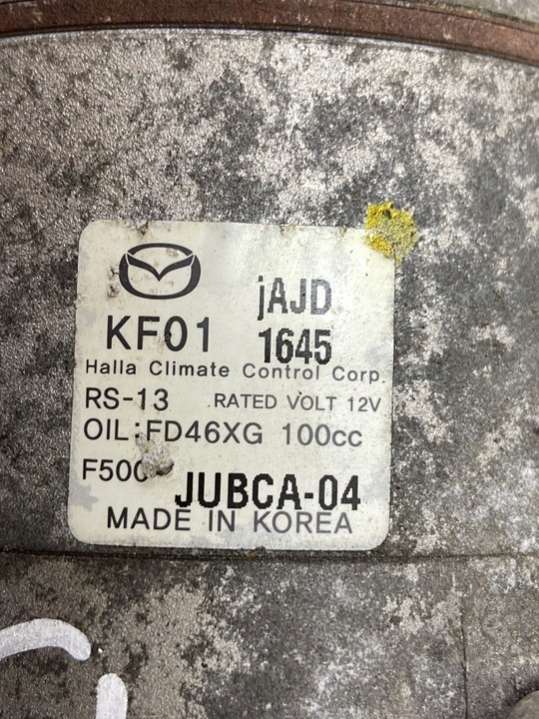 jAJD
KF01 1645
Halla Climate Control Corp.
RS-13 RATED VOLT 12V
OIL:FD46XG 100cc
JUBCA-04
MADE IN KOREA